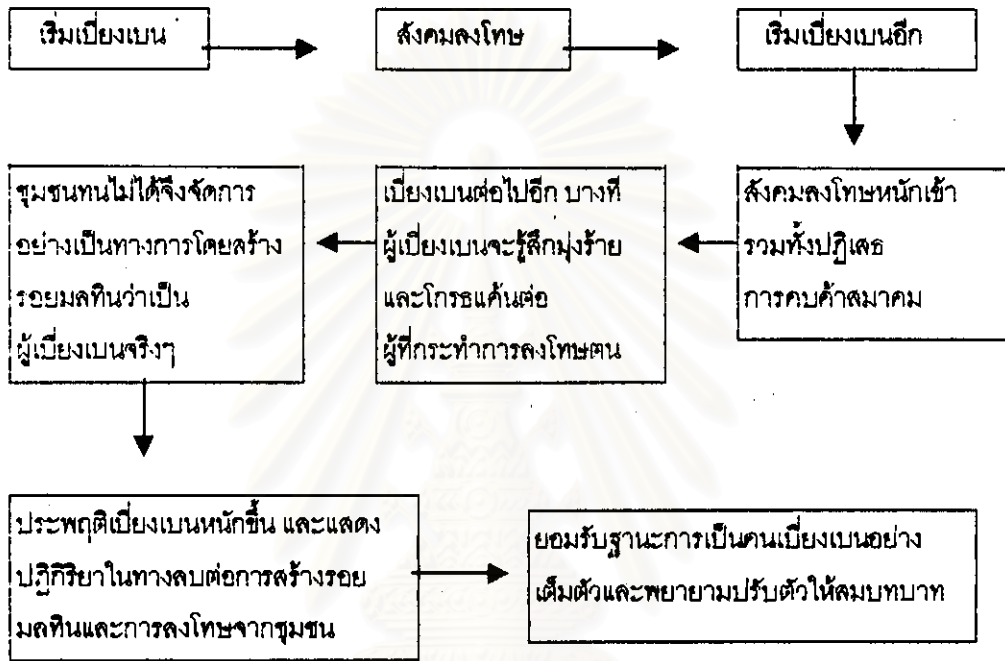 เริ่มเบี่ยงเบน
สังคมลงโทษ
เริ่มเบี่ยงเบนอีก
สังคมลงโทษหนักเข้า
รวมทั้งปฏิเสธ
การคบค้าสมาคม
เบี่ยงเบนต่อไปอีก บางที
ผู้เบี่ยงเบนจะรู้สึกมุ่งร้าย
และโกรธแค้นต่อ
ผู้ที่กระทำการลงโทษตน
ชุมชนทนไม่ได้จึงจัดการ
อย่างเป็นทางการโดยสร้าง
รอยมลทินว่าเป็น
ผู้เบี่ยงเบนจริงๆ
ประพฤติเบี่ยงเบนหนักขึ้น และแสดง
ปฏิกิริยาในทางลบต่อการสร้างรอย
มลทินและการลงโทษจากชุมชน
ยอมรับฐานะการเป็นคนเบี่ยงเบนอย่าง
เต็มตัวและพยายามปรับตัวให้สมบทบาท